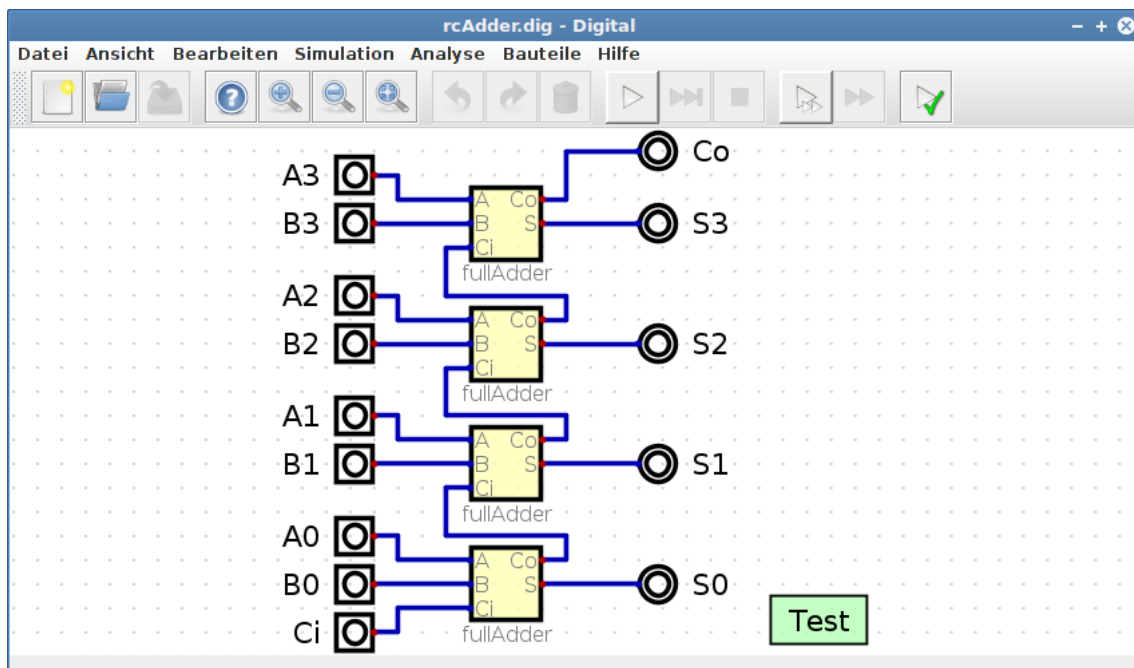 rcAdder.dig - Digital
Datei Ansicht Bearbeiten Simulation Analyse Bauteile Hilfe
Co
A3
A Co
B3
B S
S3
Ci
fullAdder
A2
A Co
B2
B S
S2
Ci
fullAdder
A1
A Co
B1
B S
S1
Ci
fullAdder
A0
A Co
B0
B S
S0
Ci
Ci
fullAdder
Test